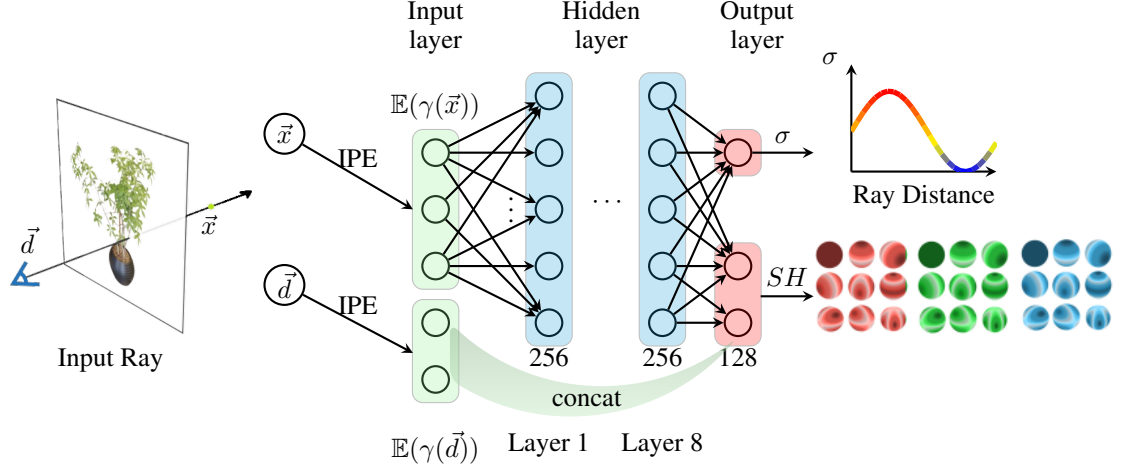 Input layer
Hidden layer
Output layer
σ
𝔼(γ(x⃗))
x⃗
IPE
σ
Ray Distance
d⃗
x⃗
d⃗
IPE
SH
Input Ray
256
256
128
concat
𝔼(γ(d⃗))
Layer 1
Layer 8